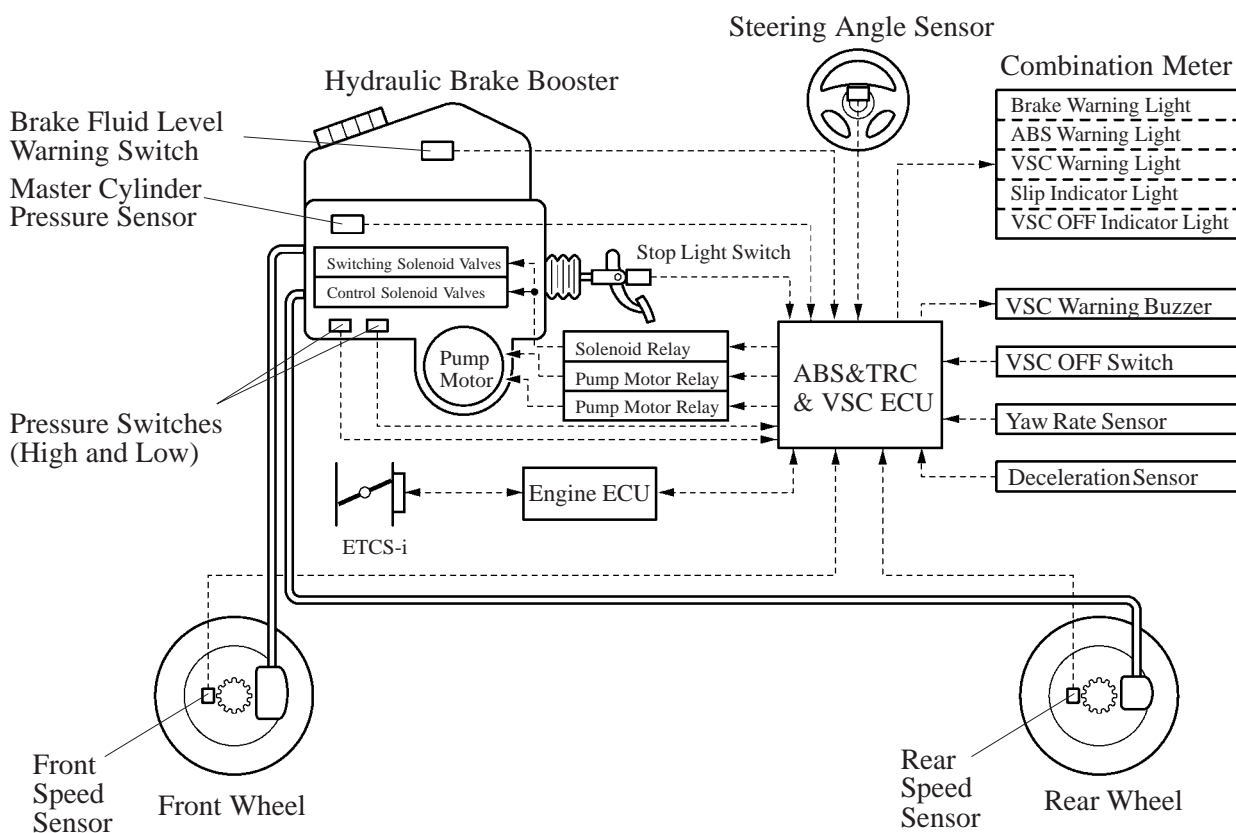 Steering Angle Sensor
Hydraulic Brake Booster
Combination Meter
Brake Warning Light
ABS Warning Light
VSC Warning Light
Slip Indicator Light
VSC OFF Indicator Light
Brake Fluid Level
Warning Switch
Master Cylinder
Pressure Sensor
Switching Solenoid Valves
Control Solenoid Valves
Stop Light Switch
VSC Warning Buzzer
VSC OFF Switch
Yaw Rate Sensor
Deceleration Sensor
Pump
Motor
Solenoid Relay
Pump Motor Relay
Pump Motor Relay
ABS&TRC
& VSC ECU
Pressure Switches
(High and Low)
Engine ECU
ETCS-i
Front
Speed
Sensor
Front Wheel
Rear
Speed
Sensor
Rear Wheel